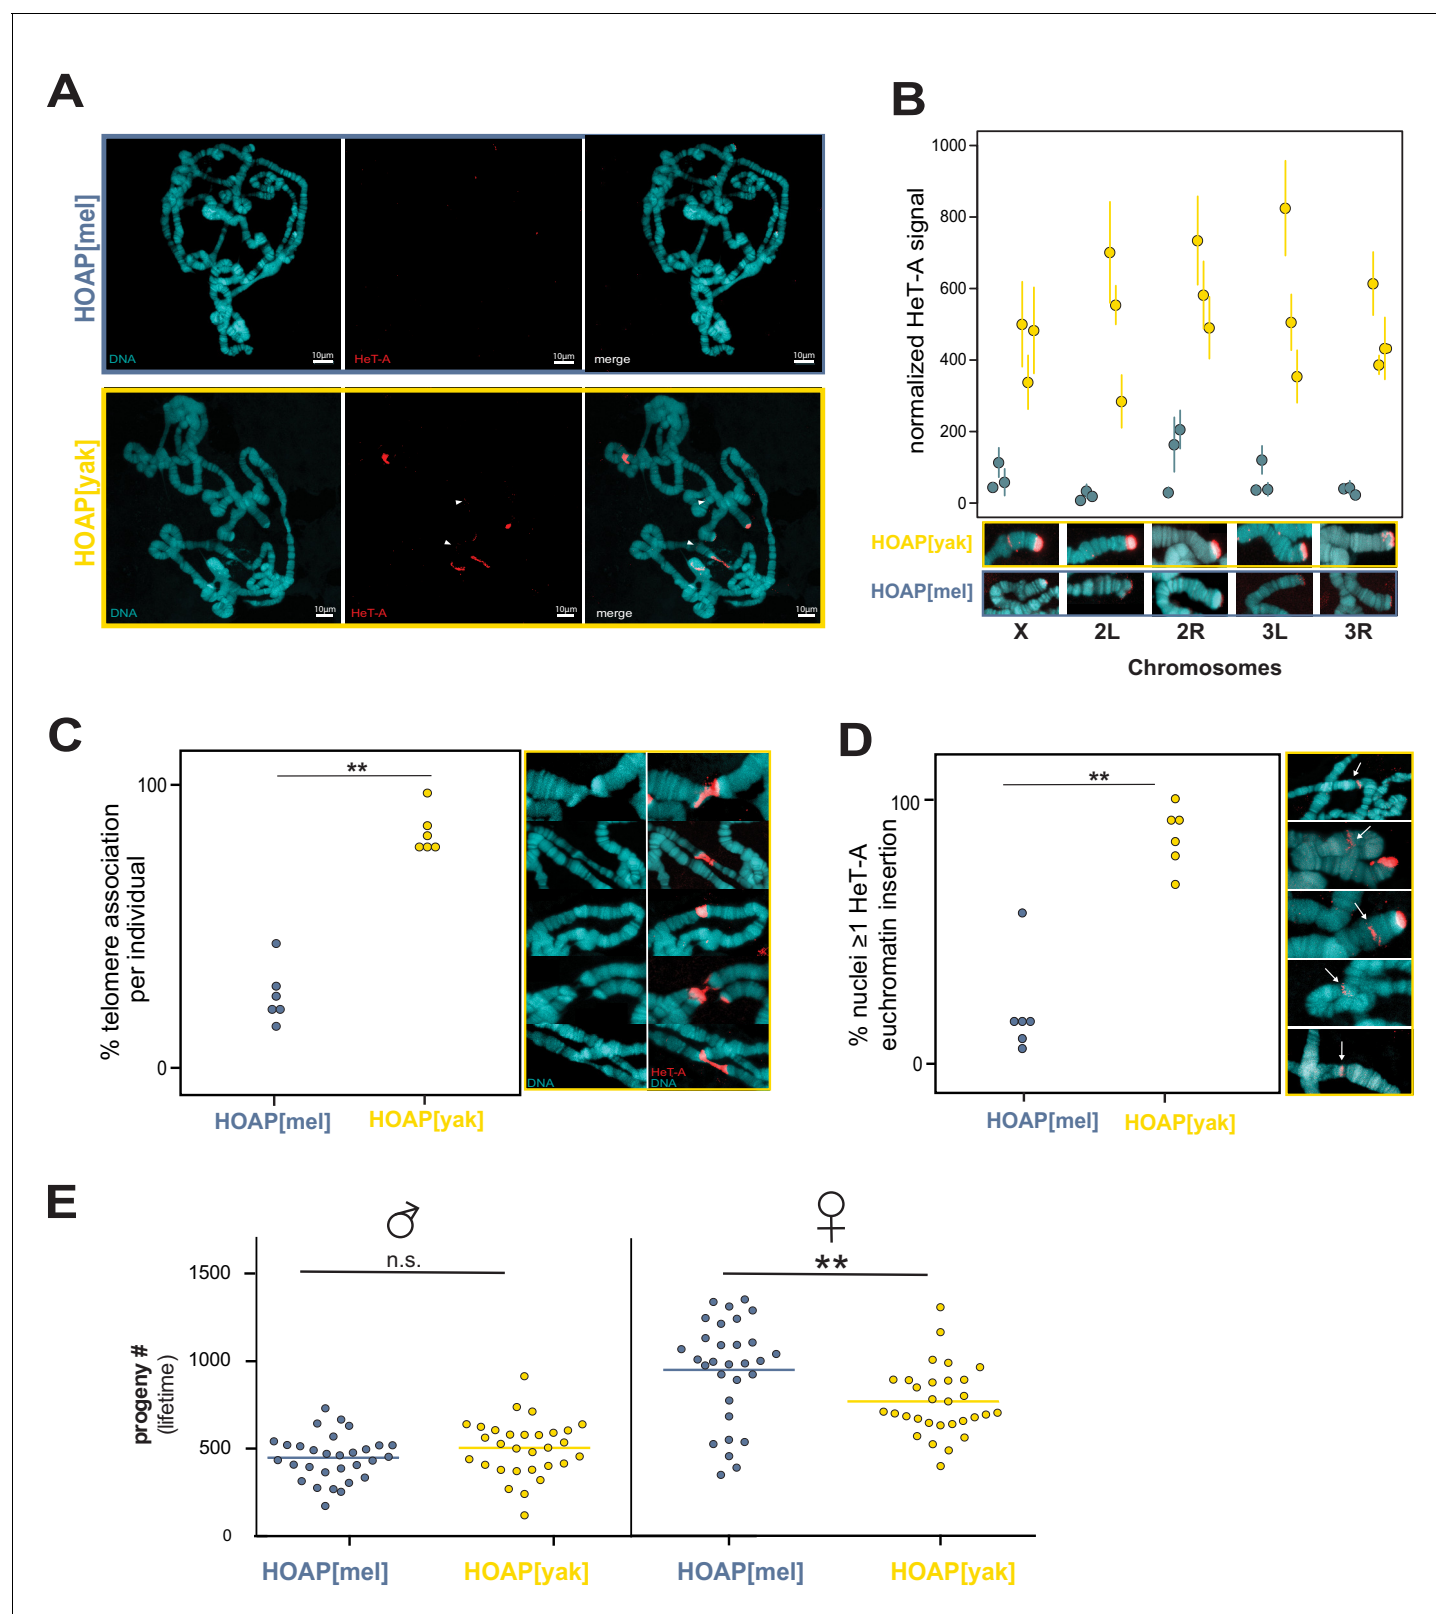 A
HOAP[mel]
DNA
10µm
HeT-A
10µm
merge
10µm
HOAP[yak]
DNA
10µm
HeT-A
10µm
merge
10µm
B
normalized HeT-A signal
1000
800
600
400
200
0
HOAP[yak]
HOAP[mel]
X 2L 2R 3L 3R
Chromosomes
C
% telomere association
per individual
100
0
**
HOAP[mel] HOAP[yak]
DNA
HeT-A
DNA
D
% nuclei ≥1 HeT-A
euchromatin insertion
100
0
**
HOAP[mel] HOAP[yak]
E
♂
♀
progeny #
(lifetime)
1500
1000
500
0
n.s.
**
HOAP[mel] HOAP[yak] HOAP[mel] HOAP[yak]